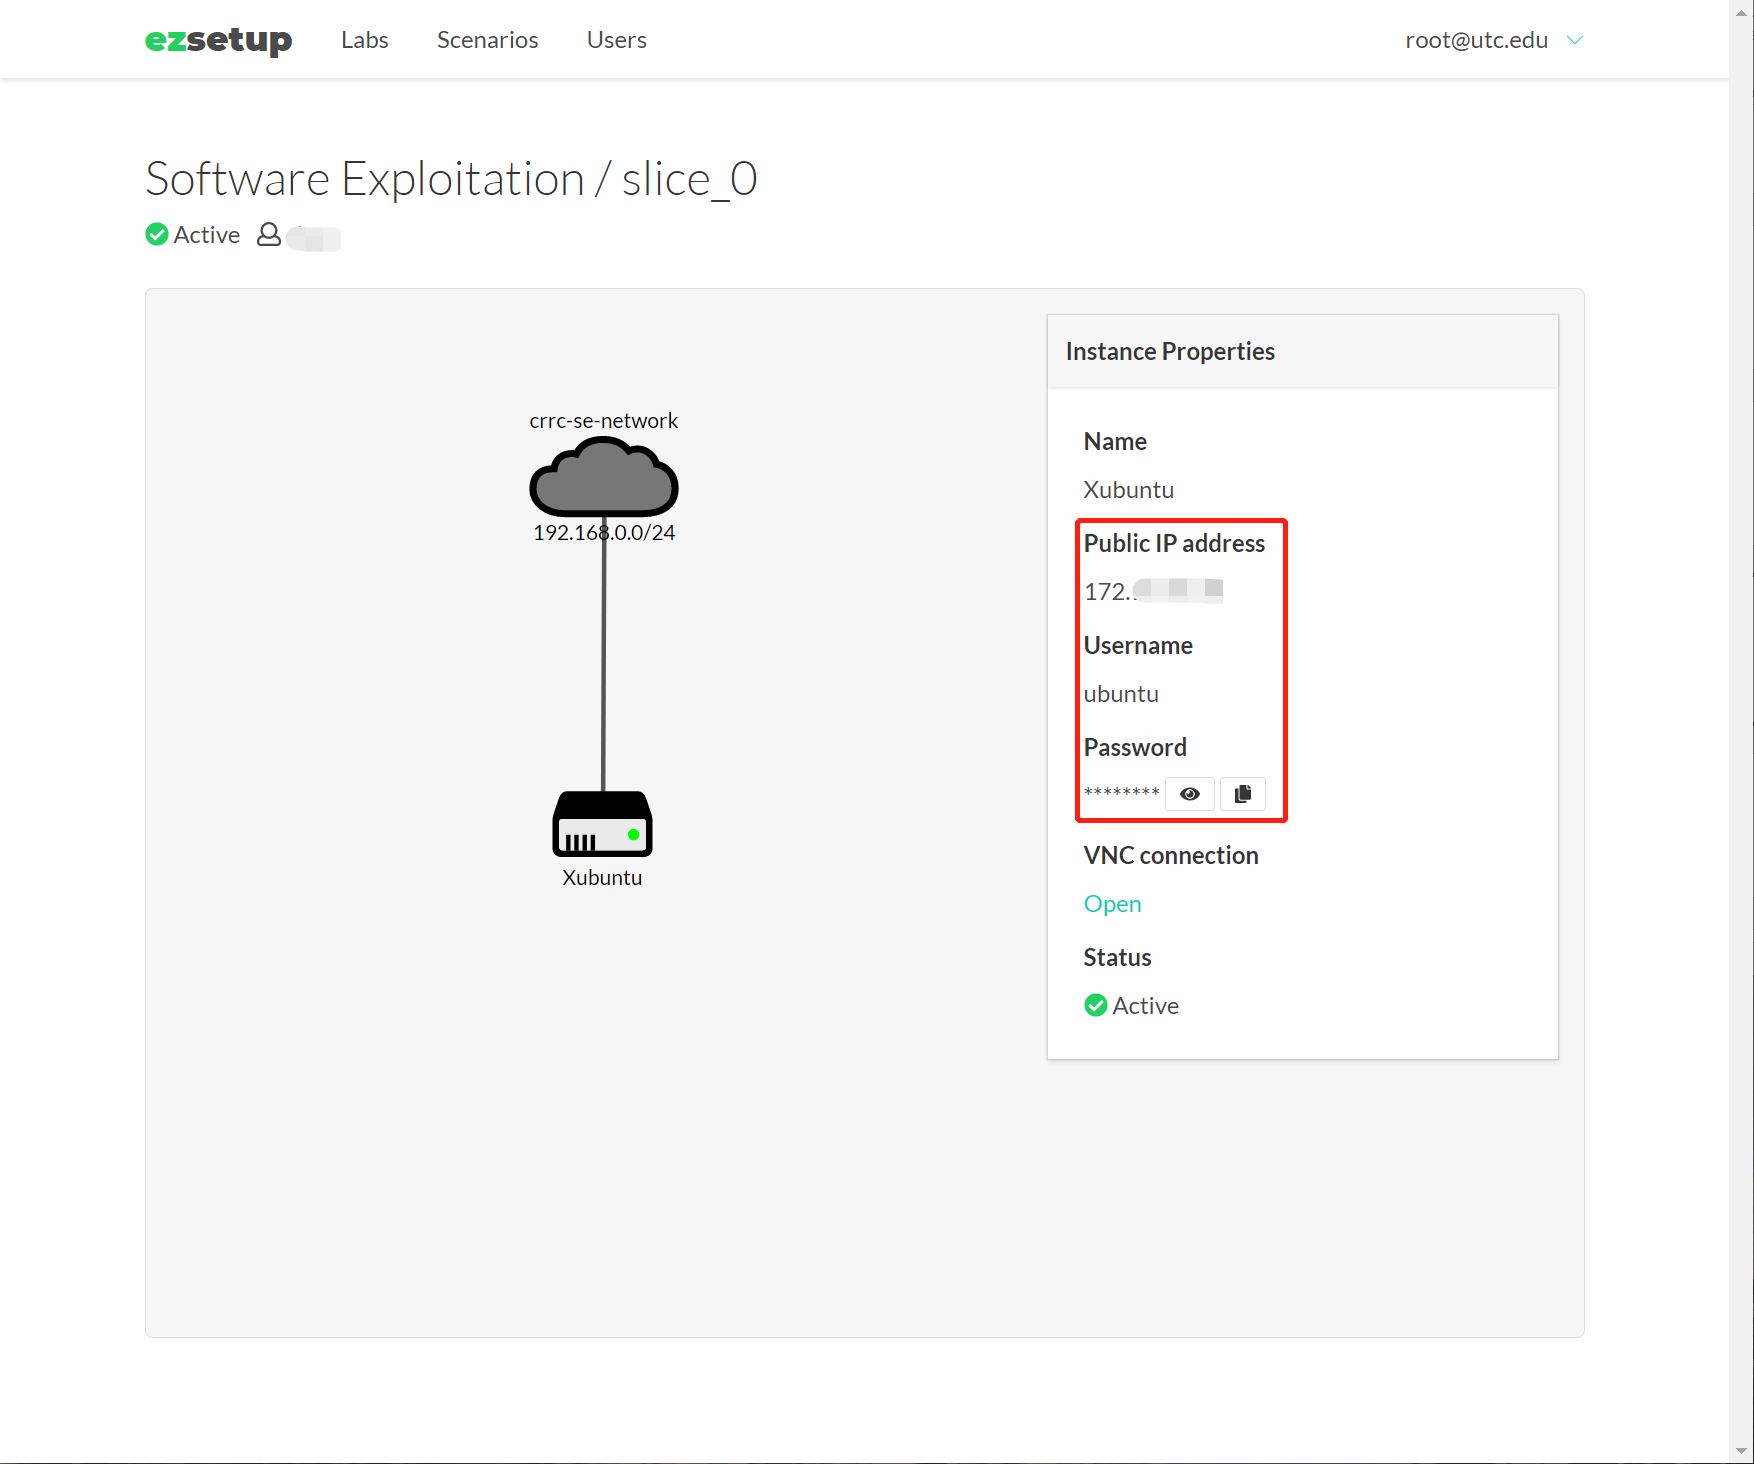 ezsetup Labs Scenarios Users root@utc.edu
Software Exploitation / slice_0
Active
crrc-se-network
192.168.0.0/24
Xubuntu
Instance Properties
Name
Xubuntu
Public IP address
172.
Username
ubuntu
Password
********
VNC connection
Open
Status
Active